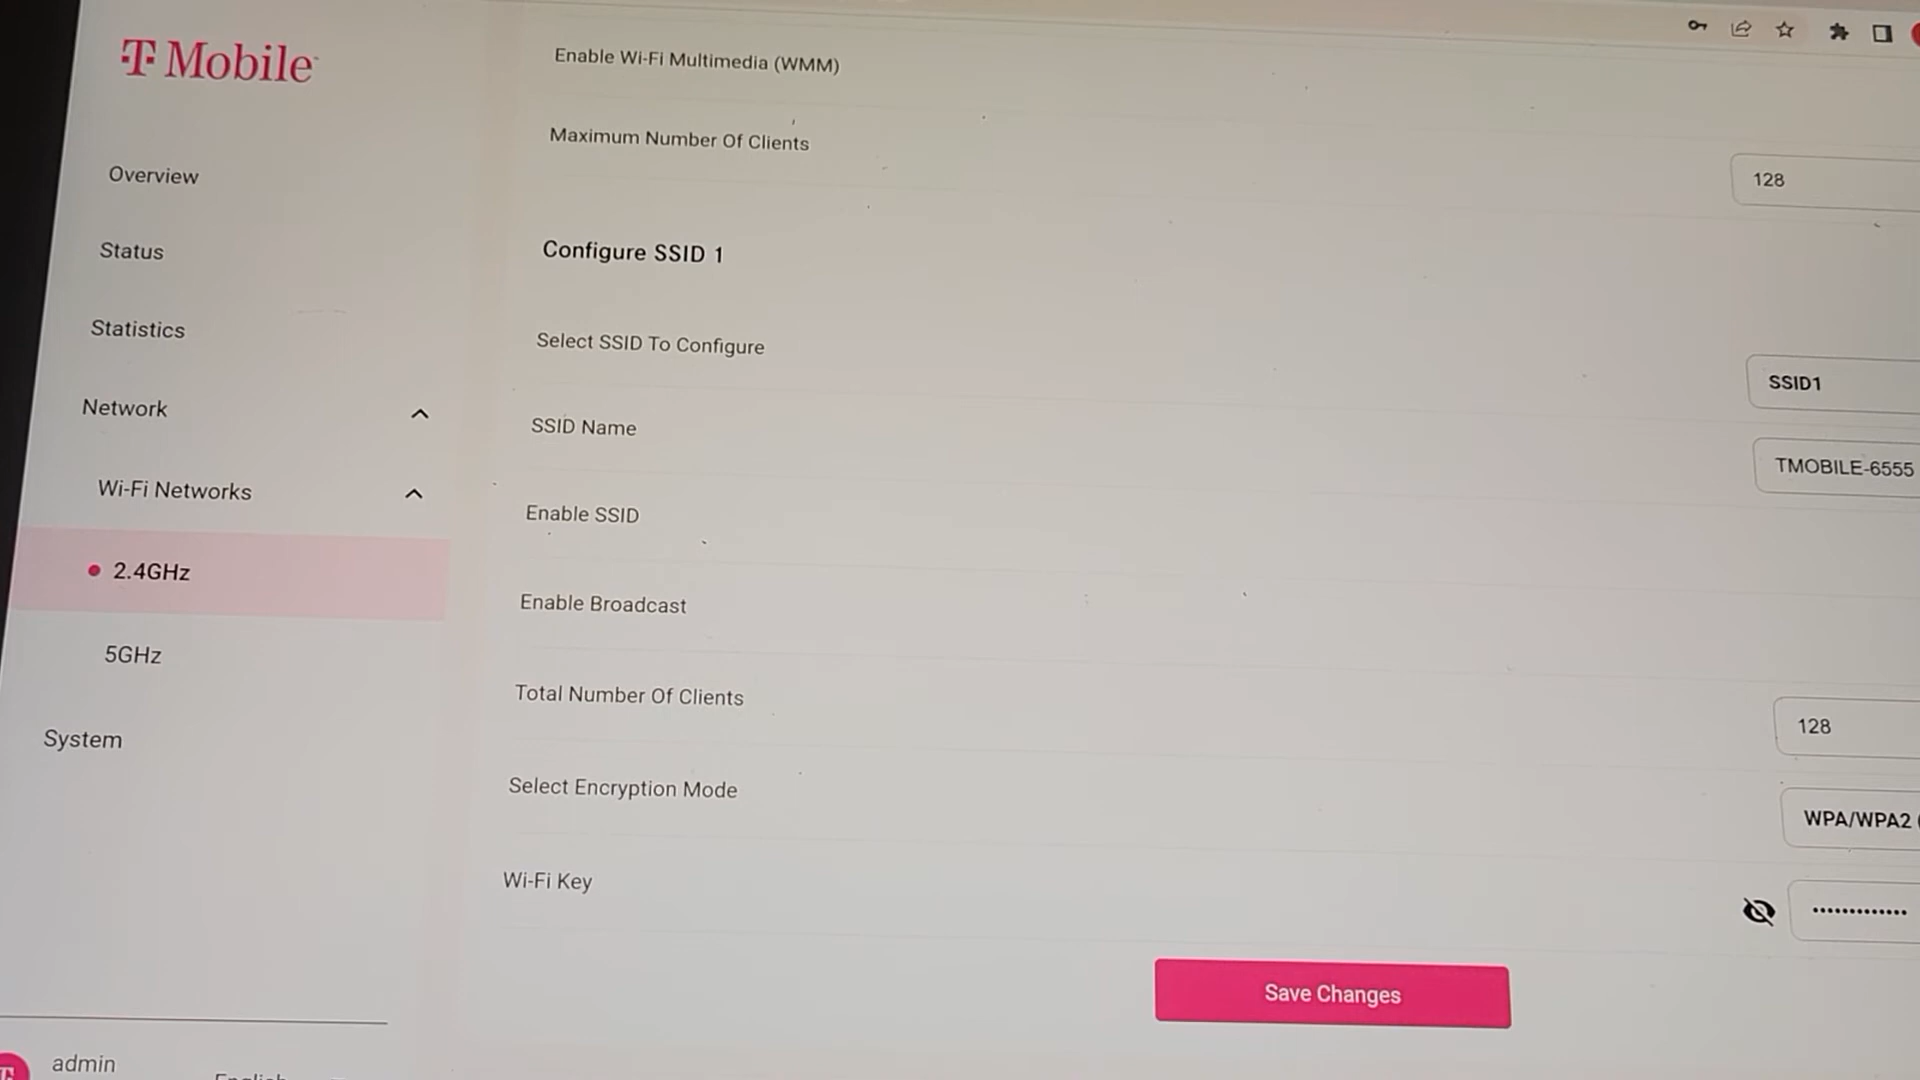 T Mobile
Overview
Status
Statistics
Network
Wi-Fi Networks
2.4GHz
5GHz
System
admin
Enable Wi-Fi Multimedia (WMM)
Maximum Number Of Clients
128
Configure SSID 1
Select SSID To Configure
SSID1
SSID Name
TMOBILE-6555
Enable SSID
Enable Broadcast
Total Number Of Clients
128
Select Encryption Mode
WPA/WPA2
Wi-Fi Key
Save Changes